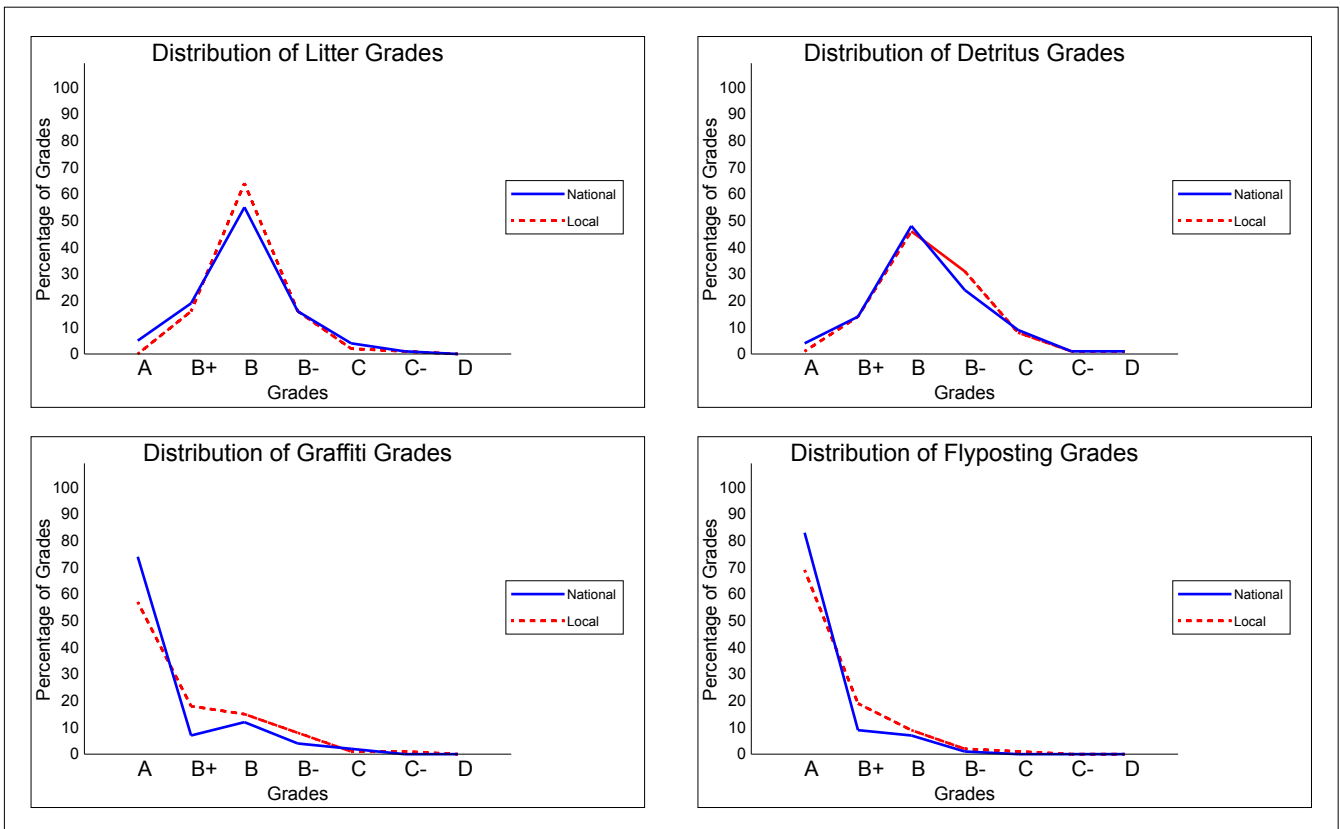 Distribution of Litter Grades
Percentage of Grades
100
90
80
70
60
50
40
30
20
10
0
A B+ B B- C C- D
Grades
National
Local
Distribution of Detritus Grades
Percentage of Grades
100
90
80
70
60
50
40
30
20
10
0
A B+ B B- C C- D
Grades
National
Local
Distribution of Graffiti Grades
Percentage of Grades
100
90
80
70
60
50
40
30
20
10
0
A B+ B B- C C- D
Grades
National
Local
Distribution of Flyposting Grades
Percentage of Grades
100
90
80
70
60
50
40
30
20
10
0
A B+ B B- C C- D
Grades
National
Local